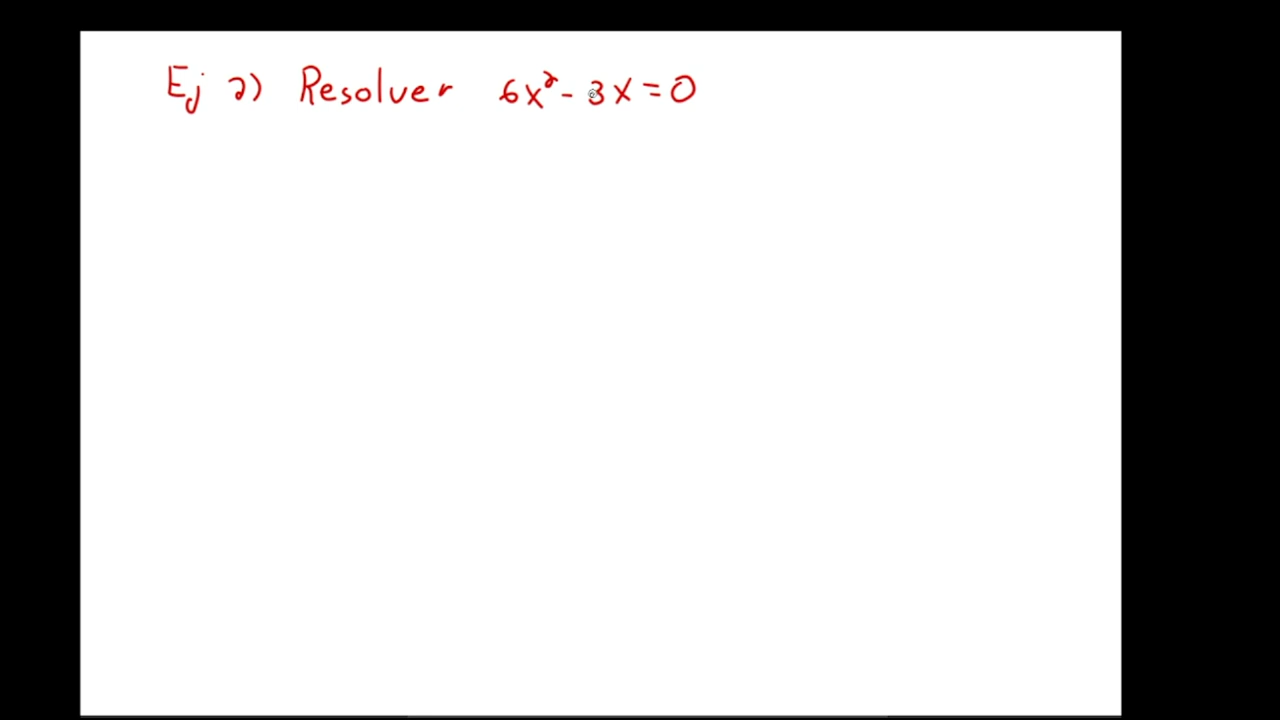 Ej 2) Resolver 6x² - 3x = 0